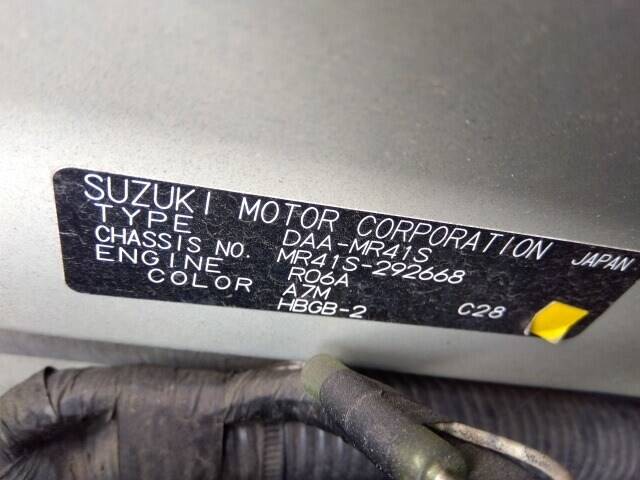 SUZUKI MOTOR CORPORATION JAPAN
TYPE DAA-MR41S
CHASSIS NO. MR41S-292668
ENGINE R06A
COLOR A7M
HBGB-2 C28